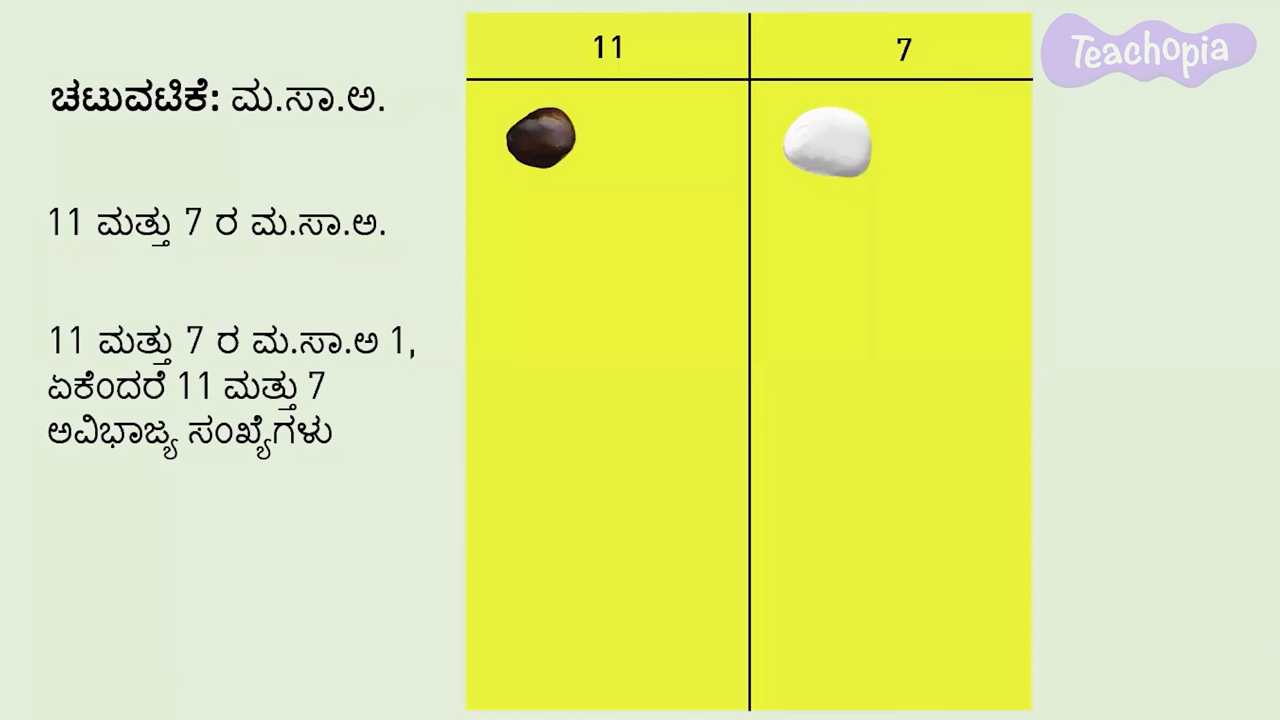 ಚಟುವಟಿಕೆ: ಮ.ಸಾ.ಅ.
11 ಮತ್ತು 7 ರ ಮ.ಸಾ.ಅ.
11 ಮತ್ತು 7 ರ ಮ.ಸಾ.ಅ 1,
ಏಕೆಂದರೆ 11 ಮತ್ತು 7
ಅವಿಭಾಜ್ಯ ಸಂಖ್ಯೆಗಳು
11
7
Teachopia